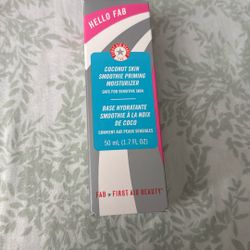 HELLO FAB
COCONUT SKIN
SMOOTHIE PRIMING
MOISTURIZER
SAFE FOR SENSITIVE SKIN
BASE HYDRATANTE
SMOOTHIE À LA NOIX
DE COCO
CONVIENT AUX PEAUX SENSIBLES
50 mL (1.7 FL. OZ)
FAB FIRST AID BEAUTY